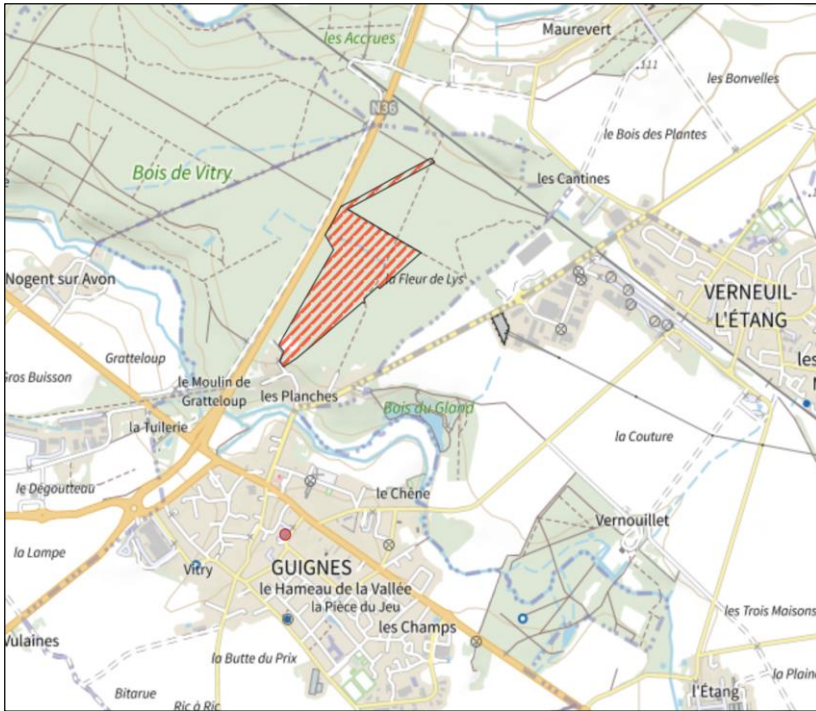 les Accrues
Maurevert
111
les Bonvelles
N36
le Bois des Plantes
Bois de Vitry
les Cantines
Nogent sur Avon
la Fleur de Lys
VERNEUIL-
L'ÉTANG
Gratteloup
Gros Buisson
le Moulin de
Gratteloup
les Planches
Bois du Gland
la Tuilerie
la Couture
le Dégoutteau
le Chêne
Vernouillet
la Lampe
Vitry
GUIGNES
le Hameau de la Vallée
la Pièce du Jeu
les Trois Maisons
Vulaines
les Champs
la Butte du Prix
la Plaine
l'Étang
Bitarue
Ric à Ric